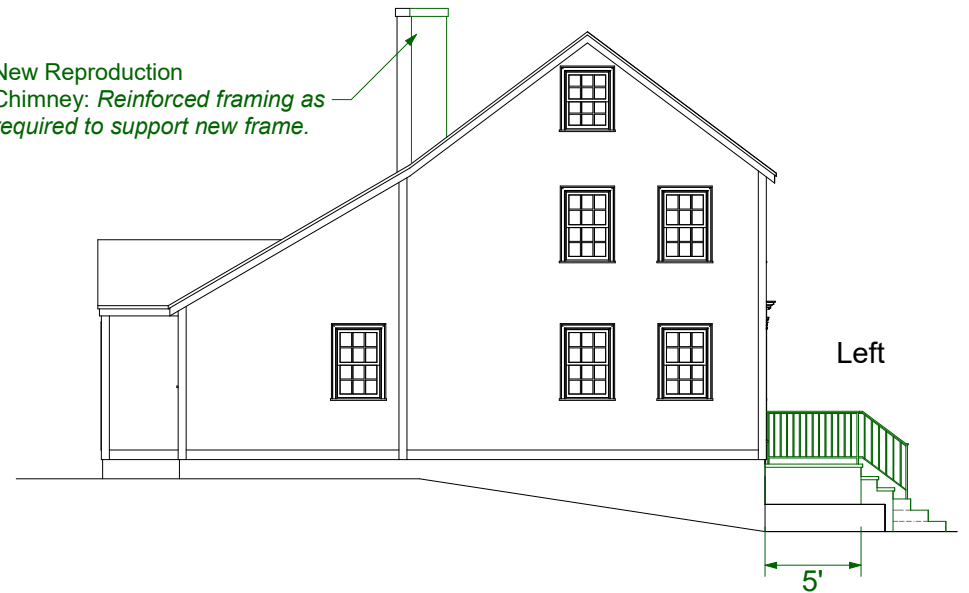 New Reproduction
Chimney: Reinforced framing as
required to support new frame.
Left
5'